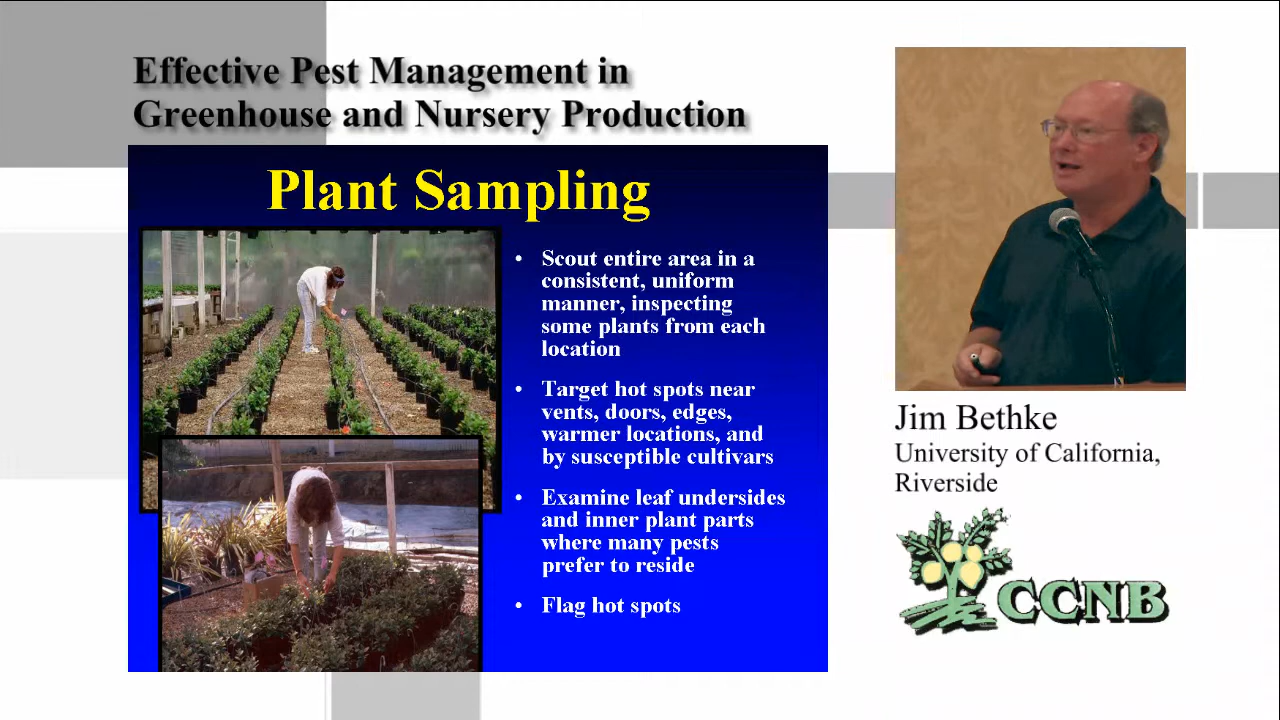 Effective Pest Management in
Greenhouse and Nursery Production
Plant Sampling
• Scout entire area in a
consistent, uniform
manner, inspecting
some plants from each
location
• Target hot spots near
vents, doors, edges,
warmer locations, and
by susceptible cultivars
• Examine leaf undersides
and inner plant parts
where many pests
prefer to reside
• Flag hot spots
Jim Bethke
University of California,
Riverside
CCNB